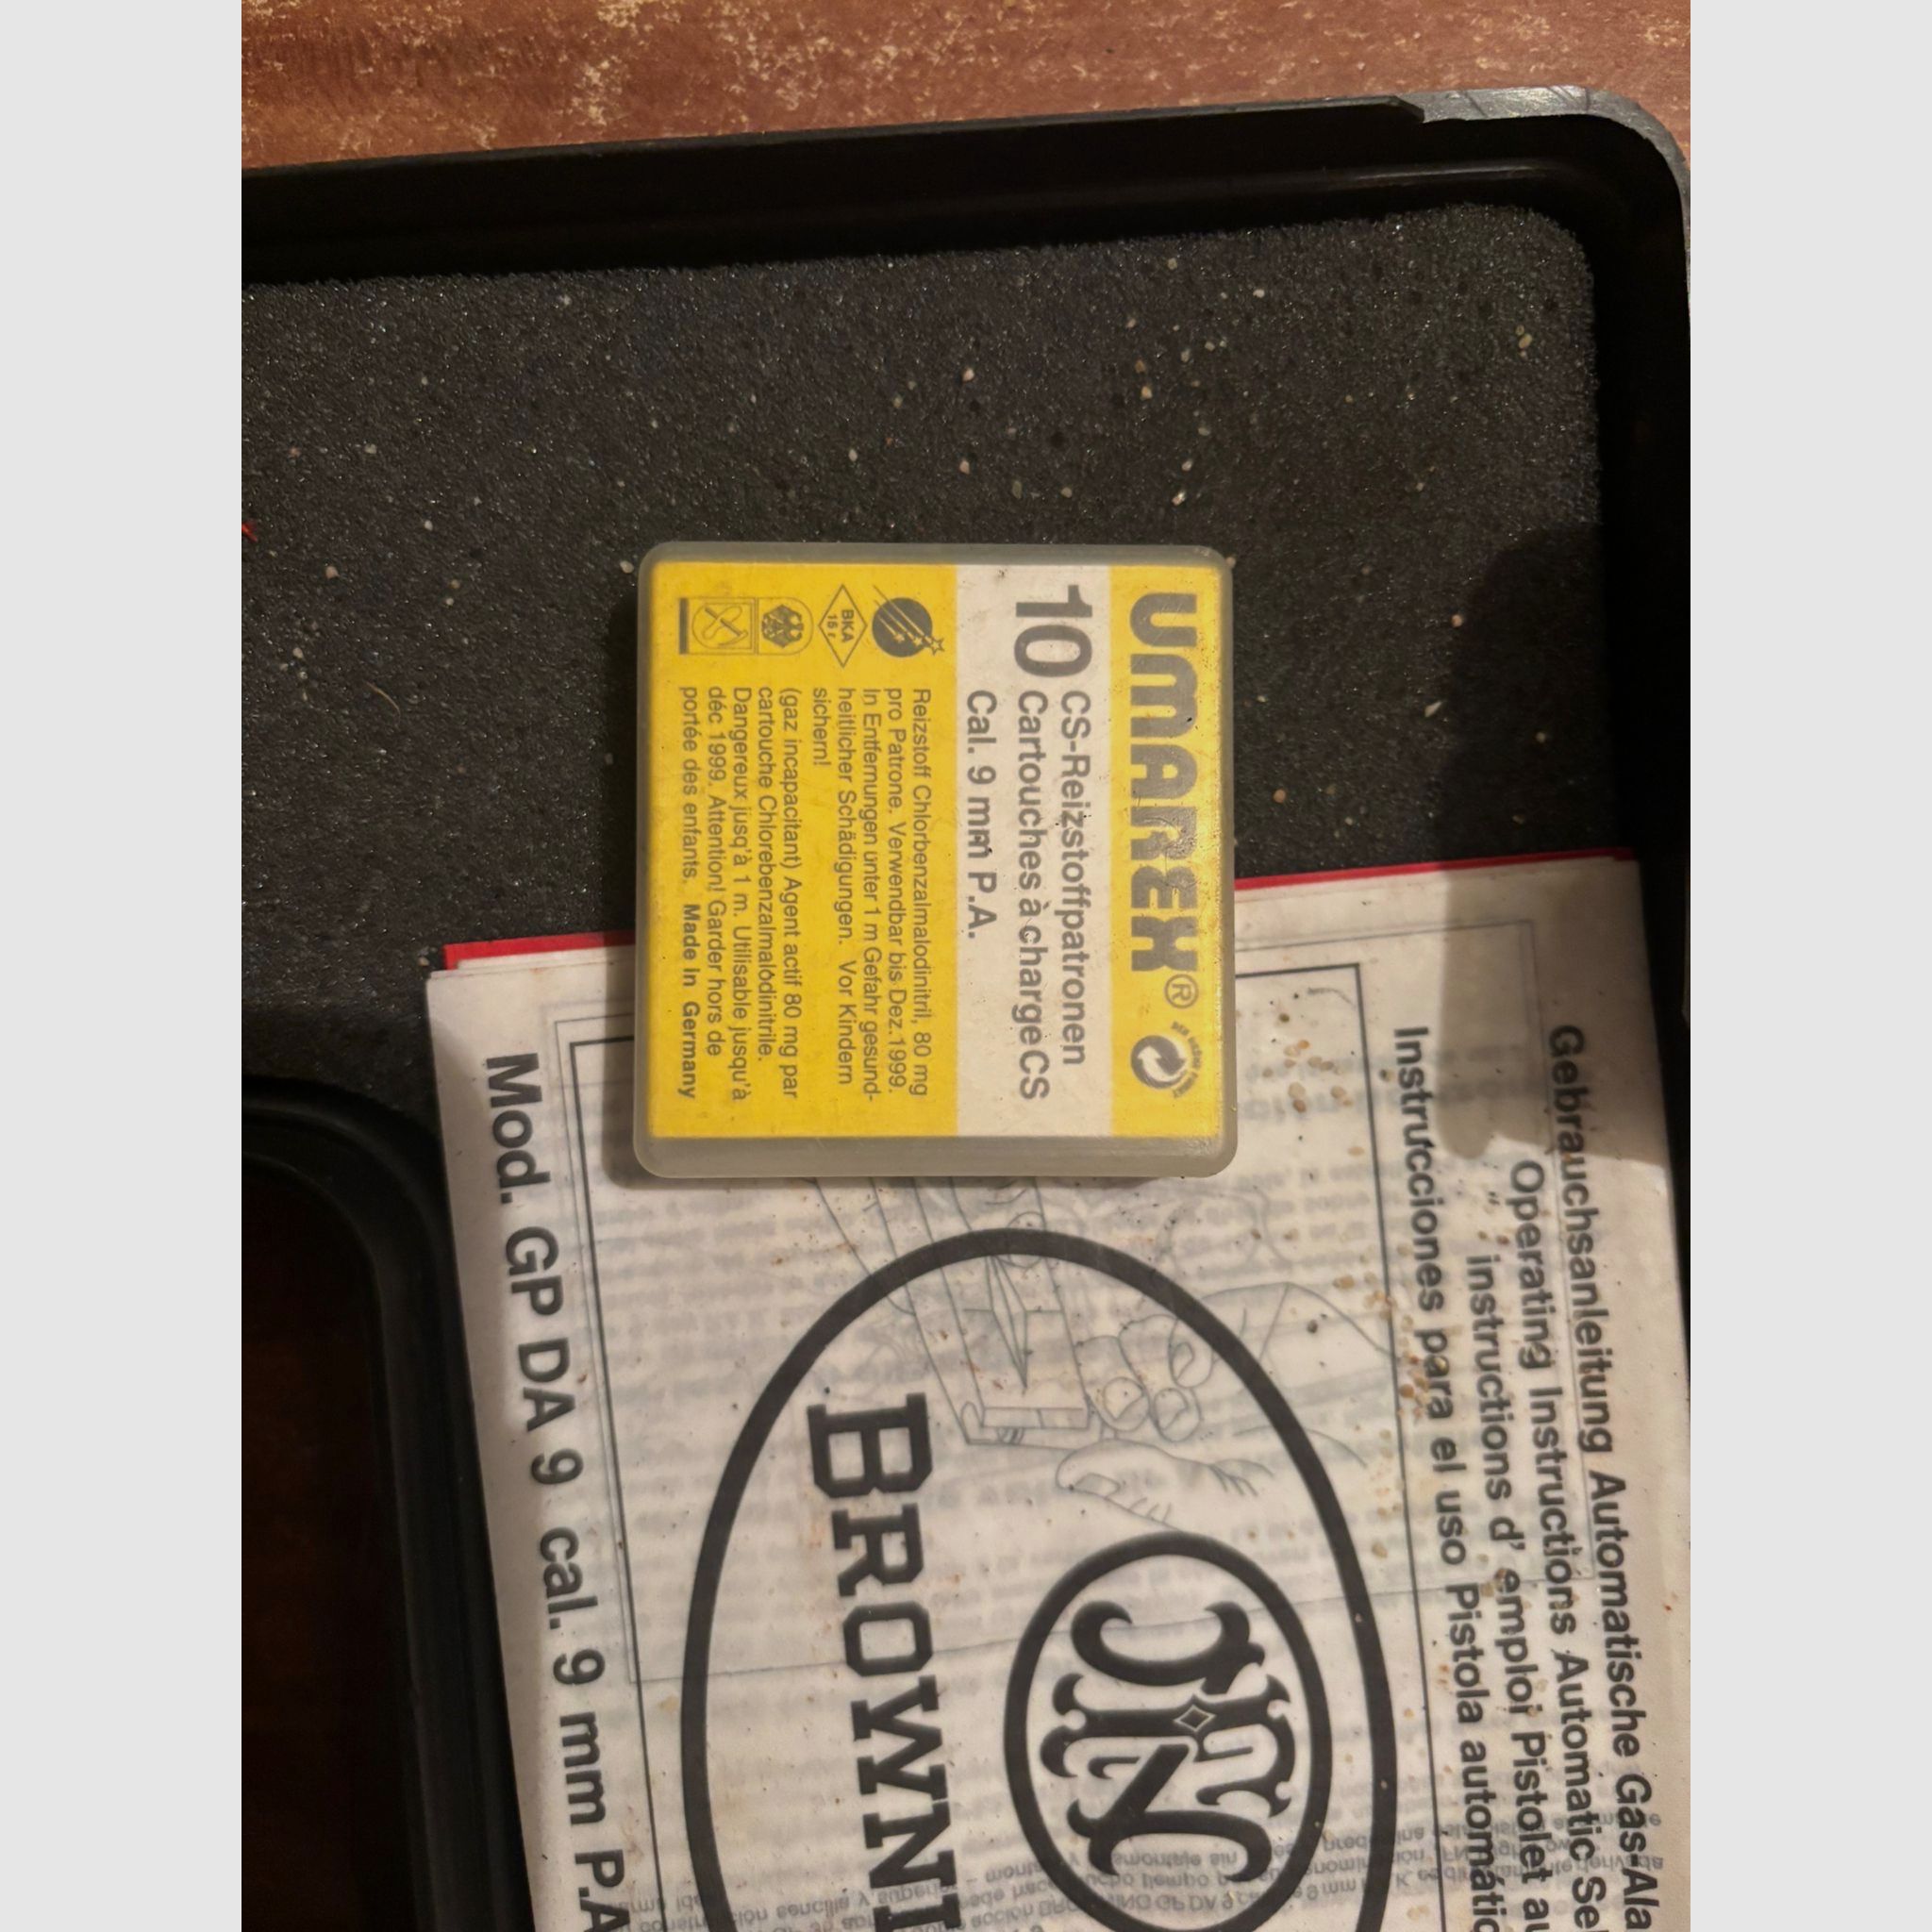 UMAREX®
10 CS-Reizstoffpatronen
Cartouches à charge CS
Cal. 9 mm P.A.
BKA
15 r
Reizstoff Chlorbenzalmalodinitril, 80 mg
pro Patrone. Verwendbar bis Dez. 1999.
In Entfernungen unter 1 m Gefahr gesund-
heitlicher Schädigungen. Vor Kindern
sichern!
(gaz incapacitant) Agent actif 80 mg par
cartouche Chlorebenzalmalodinitrile.
Dangereux jusq'à 1 m. Utilisable jusqu'à
déc 1999. Attention! Garder hors de
portée des enfants. Made in Germany
Gebrauchsanleitung Automatische Gas-Ala
Operating Instructions Automatic Se
" instructions d' emploi Pistolet au
Instrucciones para el uso Pistola automátic
FN
BROWNI
Mod. GP DA 9 cal. 9 mm P.A